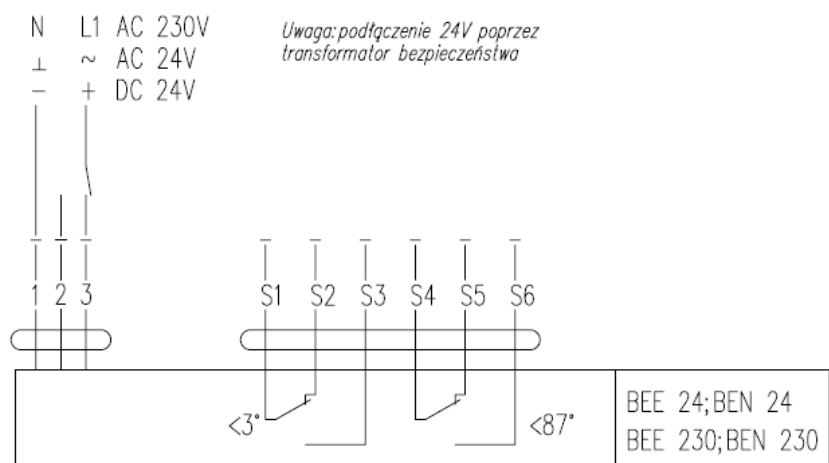 N L1 AC 230V
⊥ ~ AC 24V
− + DC 24V
Uwaga:podłączenie 24V poprzez
transformator bezpieczeństwa
1 2 3 S1 S2 S3 S4 S5 S6
<3° <87°
BEE 24;BEN 24
BEE 230;BEN 230